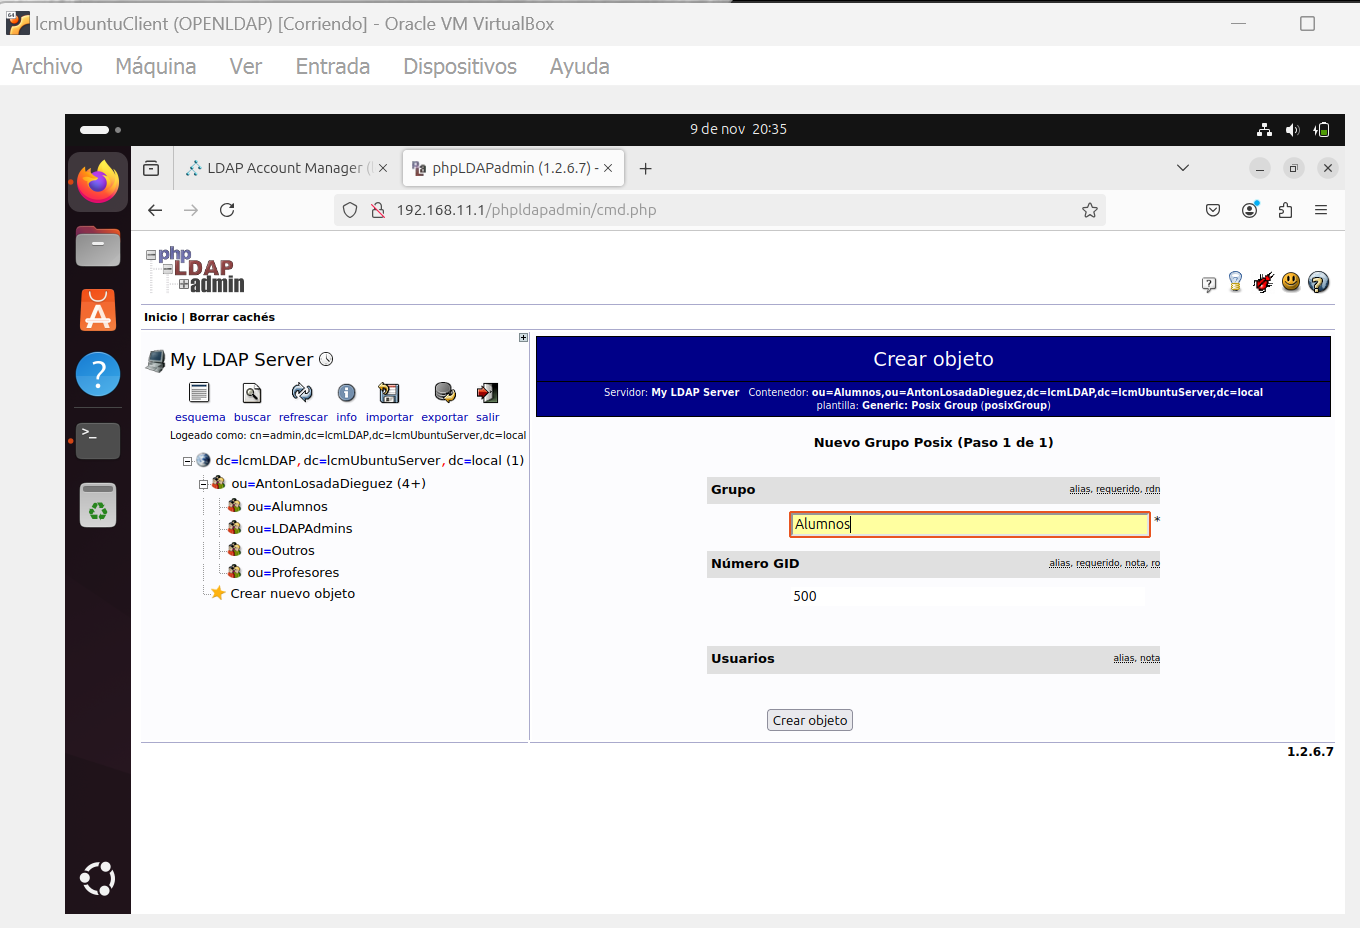 lcmUbuntuClient (OPENLDAP) [Corriendo] - Oracle VM VirtualBox
Archivo Máquina Ver Entrada Dispositivos Ayuda
9 de nov 20:35
LDAP Account Manager (
phpLDAPadmin (1.2.6.7) -
192.168.11.1/phpldapadmin/cmd.php
php
LDAP
admin
Inicio | Borrar cachés
My LDAP Server
esquema buscar refrescar info importar exportar salir
Logeado como: cn=admin,dc=lcmLDAP,dc=lcmUbuntuServer,dc=local
dc=lcmLDAP,dc=lcmUbuntuServer,dc=local (1)
ou=AntonLosadaDieguez (4+)
ou=Alumnos
ou=LDAPAdmins
ou=Outros
ou=Profesores
Crear nuevo objeto
Crear objeto
Servidor: My LDAP Server Contenedor: ou=Alumnos,ou=AntonLosadaDieguez,dc=lcmLDAP,dc=lcmUbuntuServer,dc=local
plantilla: Generic: Posix Group (posixGroup)
Nuevo Grupo Posix (Paso 1 de 1)
Grupo alias, requerido, rdn
Alumnos *
Número GID alias, requerido, nota, ro
500
Usuarios alias, nota
Crear objeto
1.2.6.7
>_